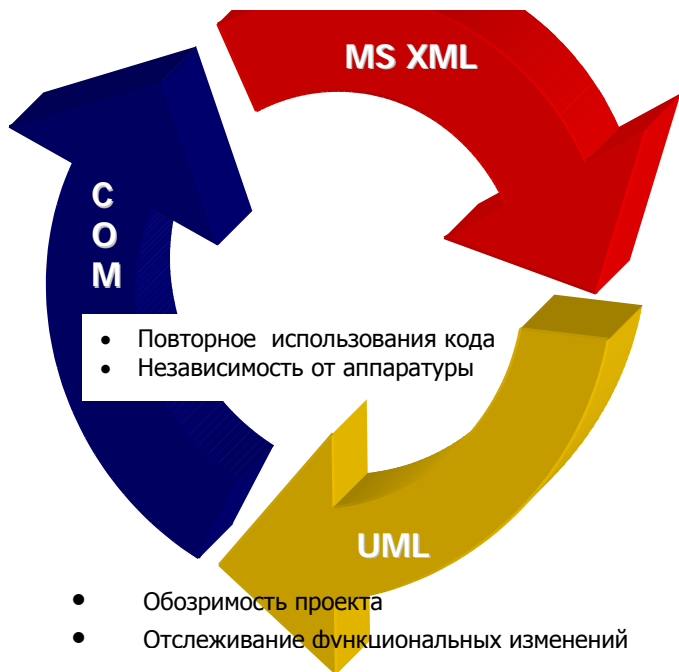 MS XML
C
O
M
• Повторное использования кода
• Независимость от аппаратуры
UML
• Обозримость проекта
• Отслеживание функциональных изменений